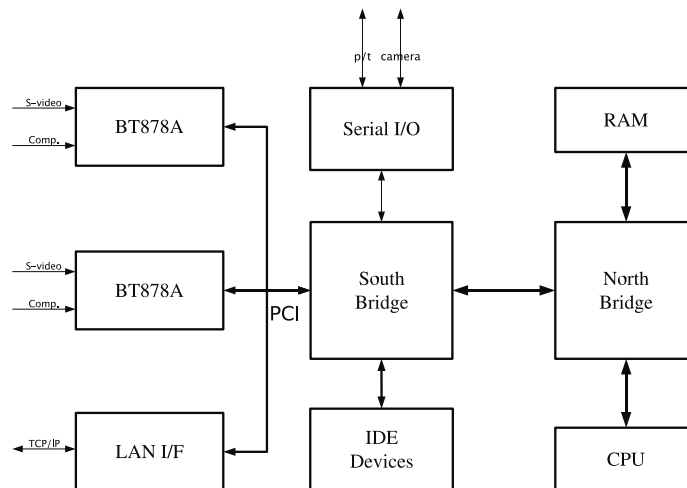 p/t camera
S-video
BT878A
Comp.
Serial I/O
RAM
S-video
BT878A
Comp.
South
Bridge
North
Bridge
PCI
TCP/IP
LAN I/F
IDE
Devices
CPU